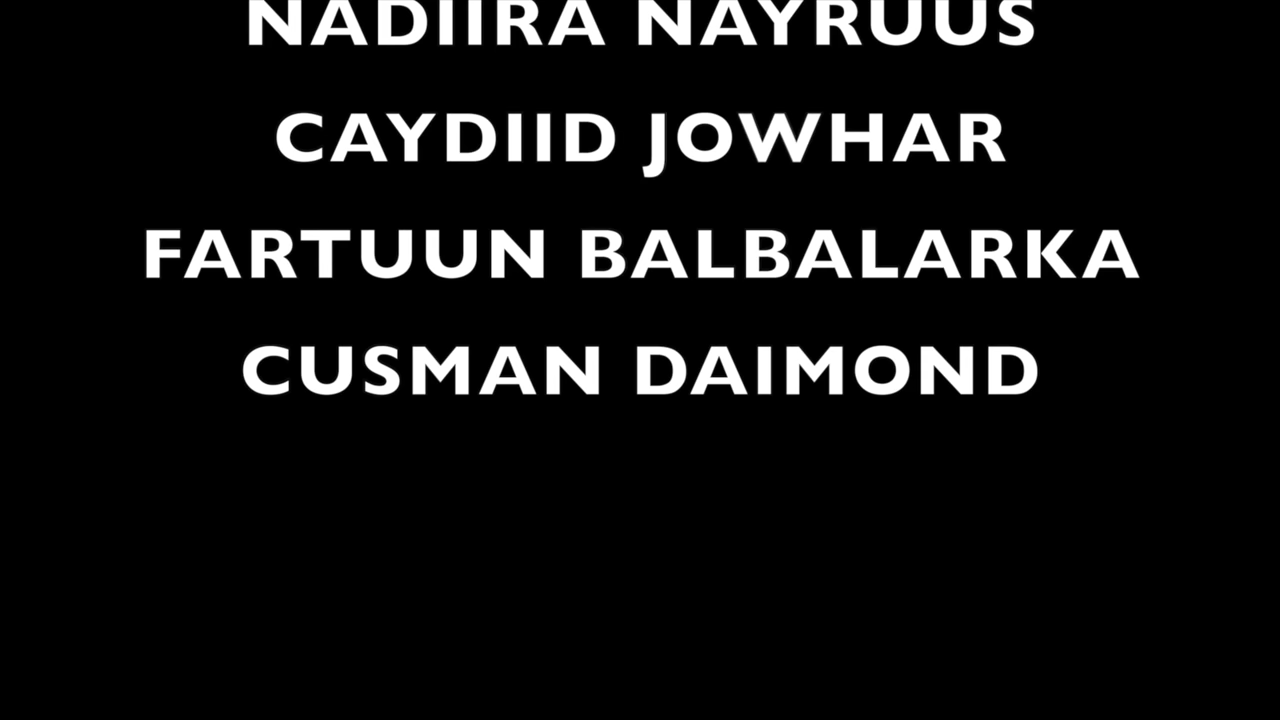 NADIIRA NAYRUUS
CAYDIID JOWHAR
FARTUUN BALBALARKA
CUSMAN DAIMOND